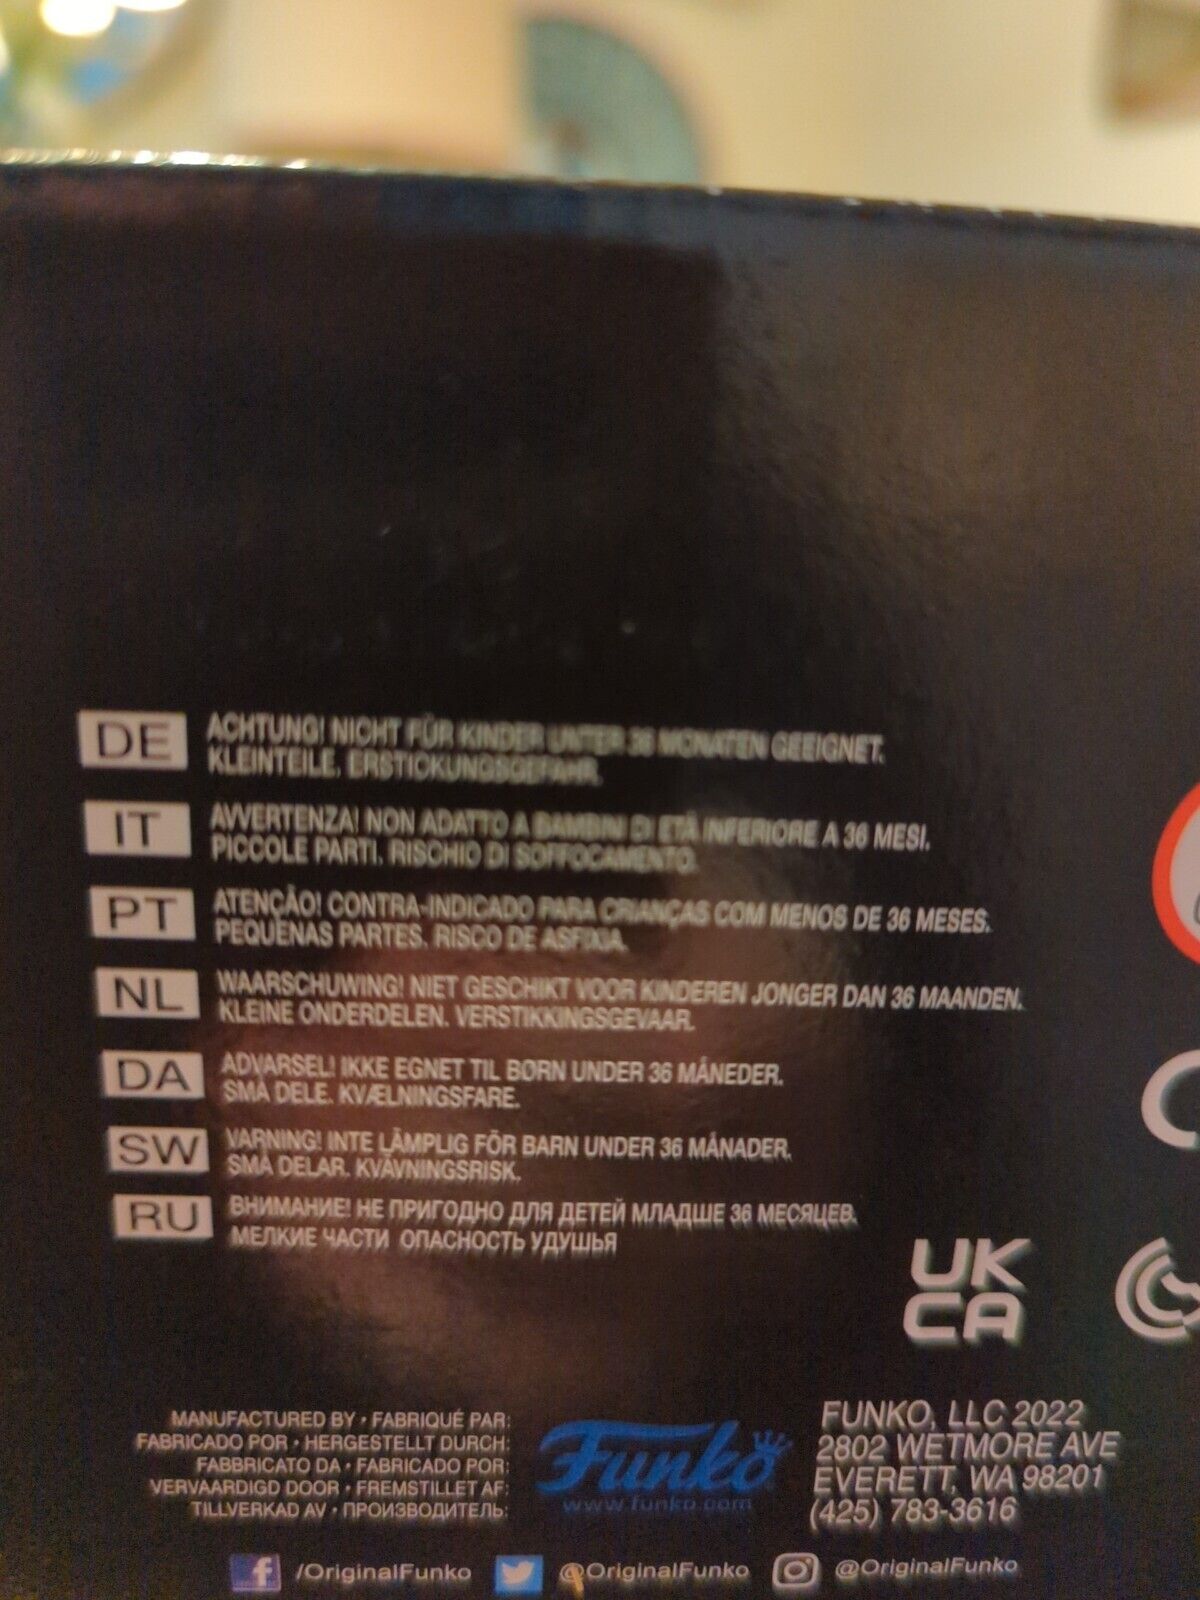 DE ACHTUNG! NICHT FÜR KINDER UNTER 36 MONATEN GEEIGNET.
KLEINTEILE. ERSTICKUNGSGEFAHR.
IT AVVERTENZA! NON ADATTO A BAMBINI DI ETÀ INFERIORE A 36 MESI.
PICCOLE PARTI. RISCHIO DI SOFFOCAMENTO.
PT ATENÇÃO! CONTRA-INDICADO PARA CRIANÇAS COM MENOS DE 36 MESES.
PEQUENAS PARTES. RISCO DE ASFIXIA.
NL WAARSCHUWING! NIET GESCHIKT VOOR KINDEREN JONGER DAN 36 MAANDEN.
KLEINE ONDERDELEN. VERSTIKKINGSGEVAAR.
DA ADVARSEL! IKKE EGNET TIL BØRN UNDER 36 MÅNEDER.
SMÅ DELE. KVÆLNINGSFARE.
SW VARNING! INTE LÄMPLIG FÖR BARN UNDER 36 MÅNADER.
SMÅ DELAR. KVÄVNINGSRISK.
RU ВНИМАНИЕ! НЕ ПРИГОДНО ДЛЯ ДЕТЕЙ МЛАДШЕ 36 МЕСЯЦЕВ.
МЕЛКИЕ ЧАСТИ ОПАСНОСТЬ УДУШЬЯ
UK
CA
MANUFACTURED BY • FABRIQUÉ PAR:
FABRICADO POR • HERGESTELLT DURCH:
FABBRICATO DA • FABRICADO POR:
VERVAARDIGD DOOR • FREMSTILLET AF:
TILLVERKAD AV • ПРОИЗВОДИТЕЛЬ:
Funko
www.funko.com
FUNKO, LLC 2022
2802 WETMORE AVE
EVERETT, WA 98201
(425) 783-3616
f /OriginalFunko @OriginalFunko @OriginalFunko